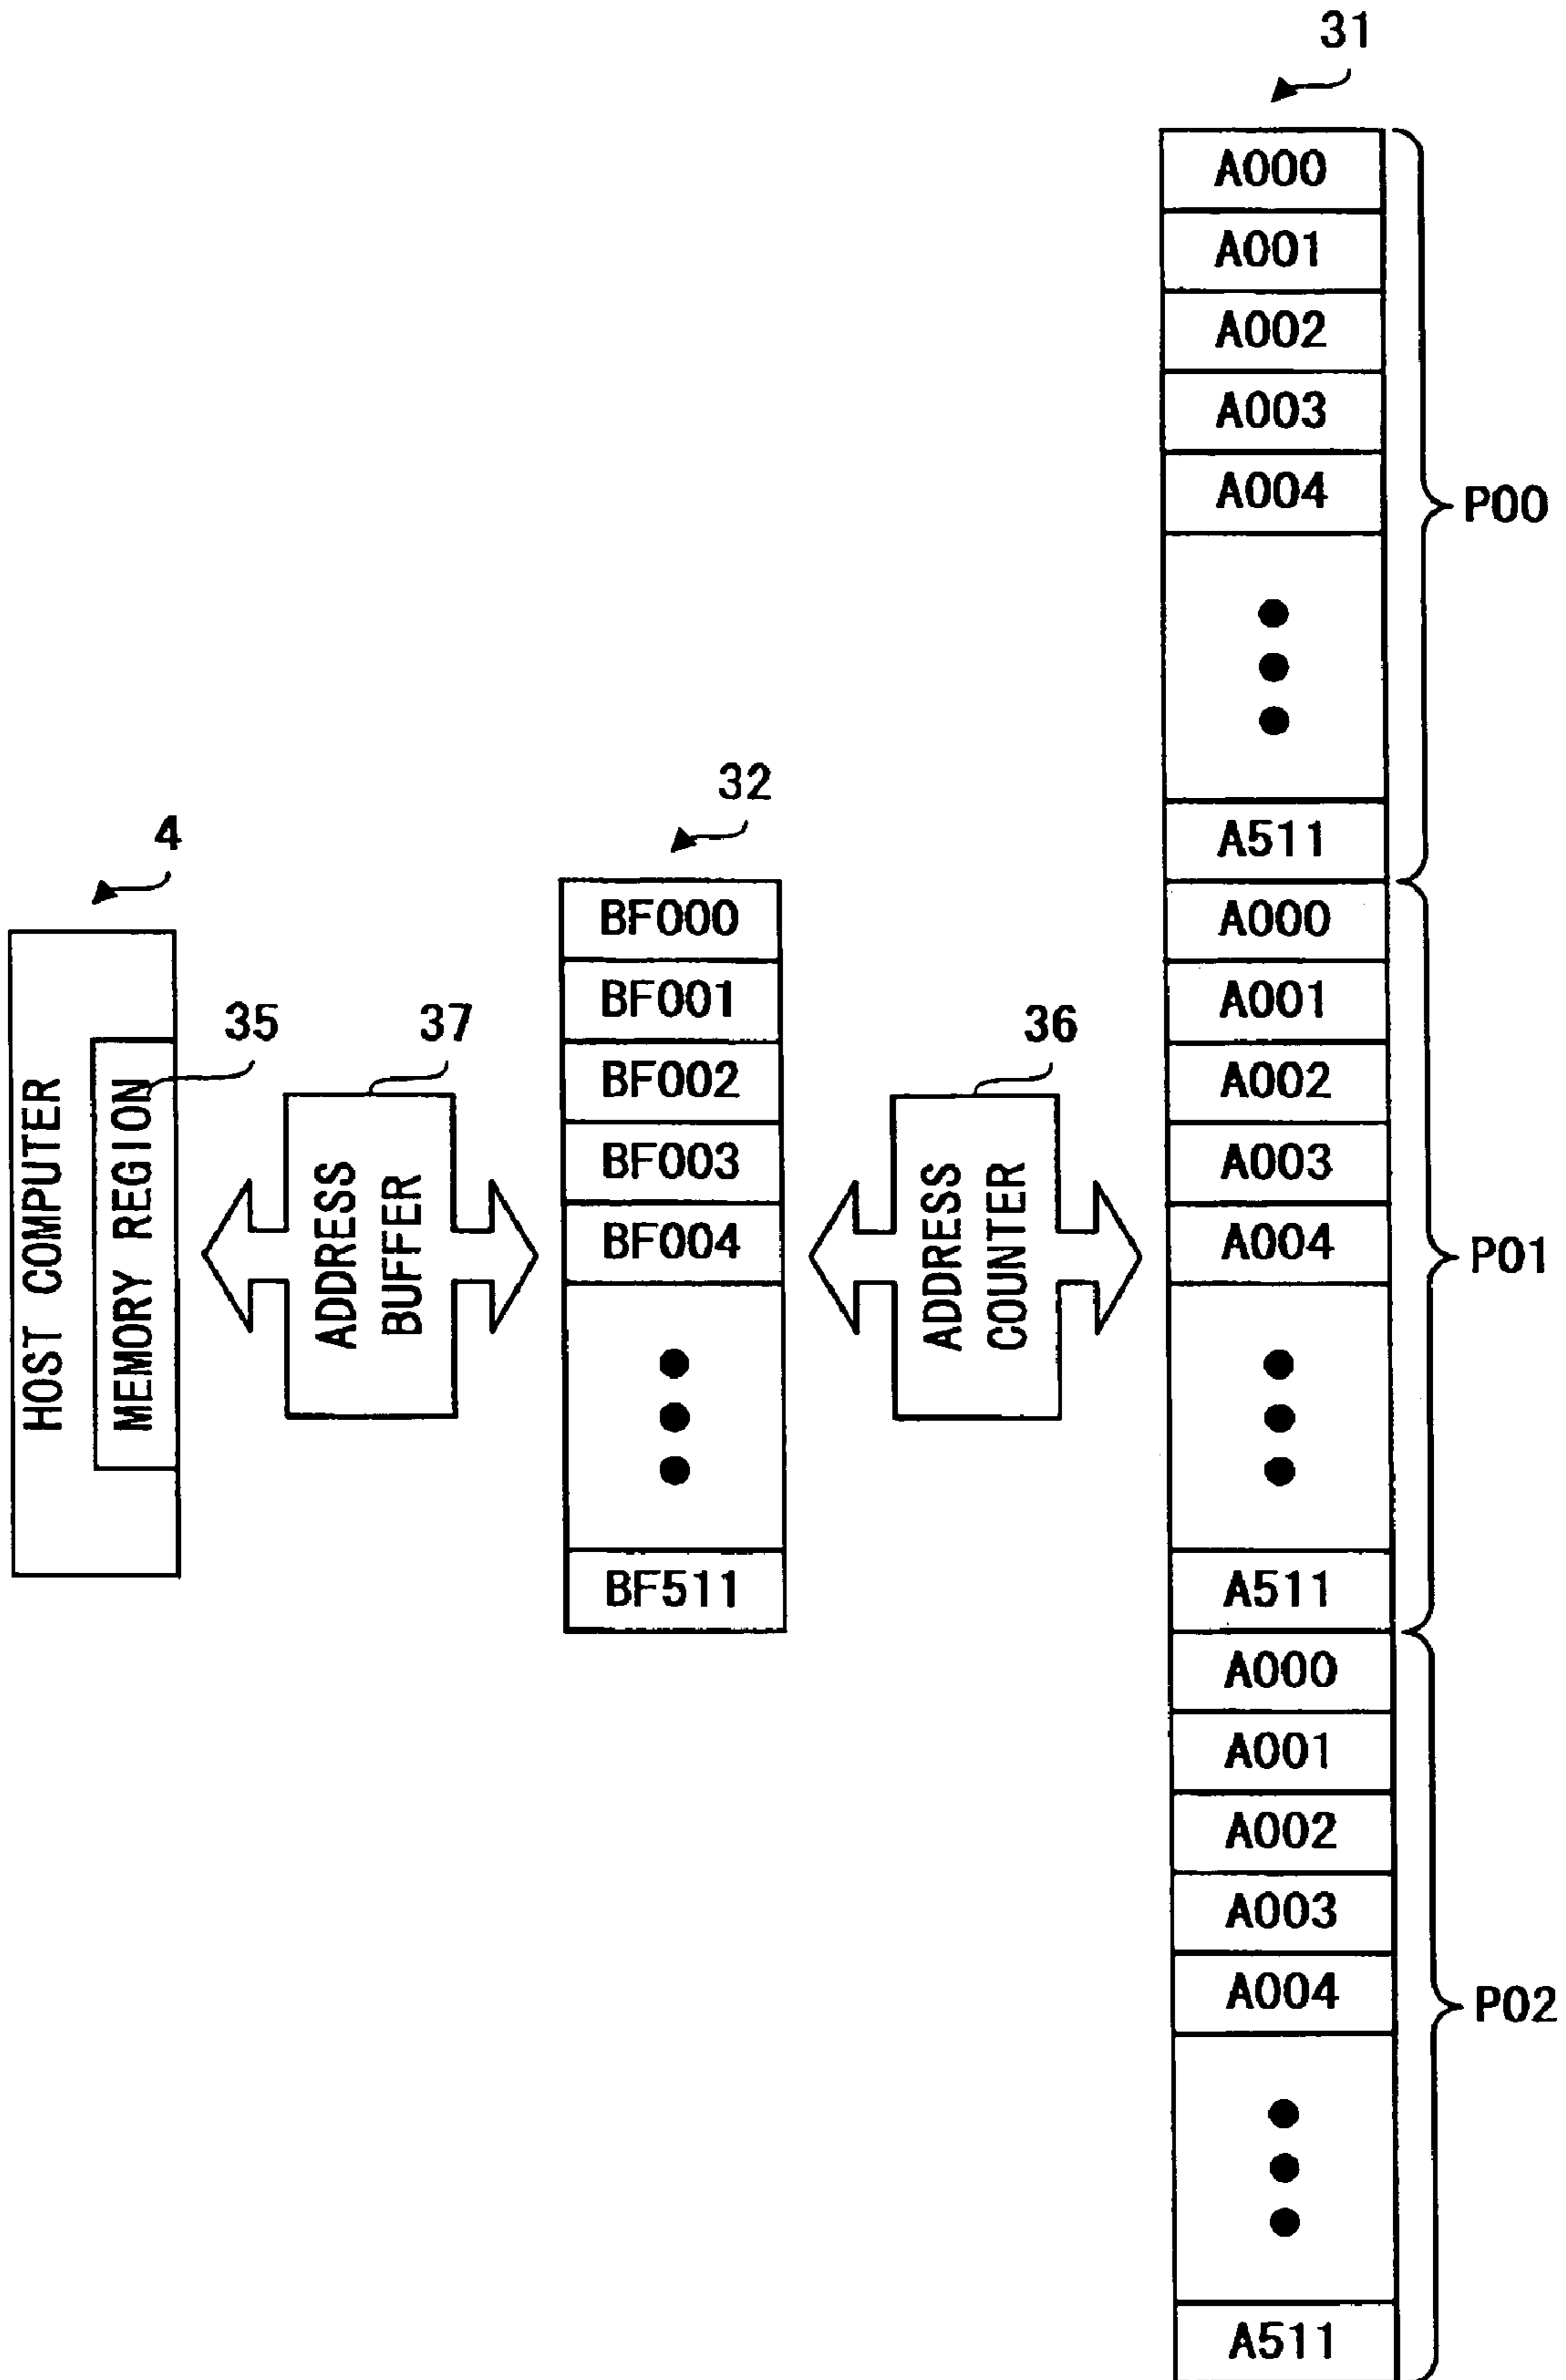 31
A000
A001
A002
A003
A004
A511
P00
32
BF000
BF001
BF002
BF003
BF004
BF511
4
HOST COMPUTER
MEMORY REGION
35
37
ADDRESS
BUFFER
36
ADDRESS
COUNTER
A000
A001
A002
A003
A004
A511
P01
A000
A001
A002
A003
A004
A511
P02